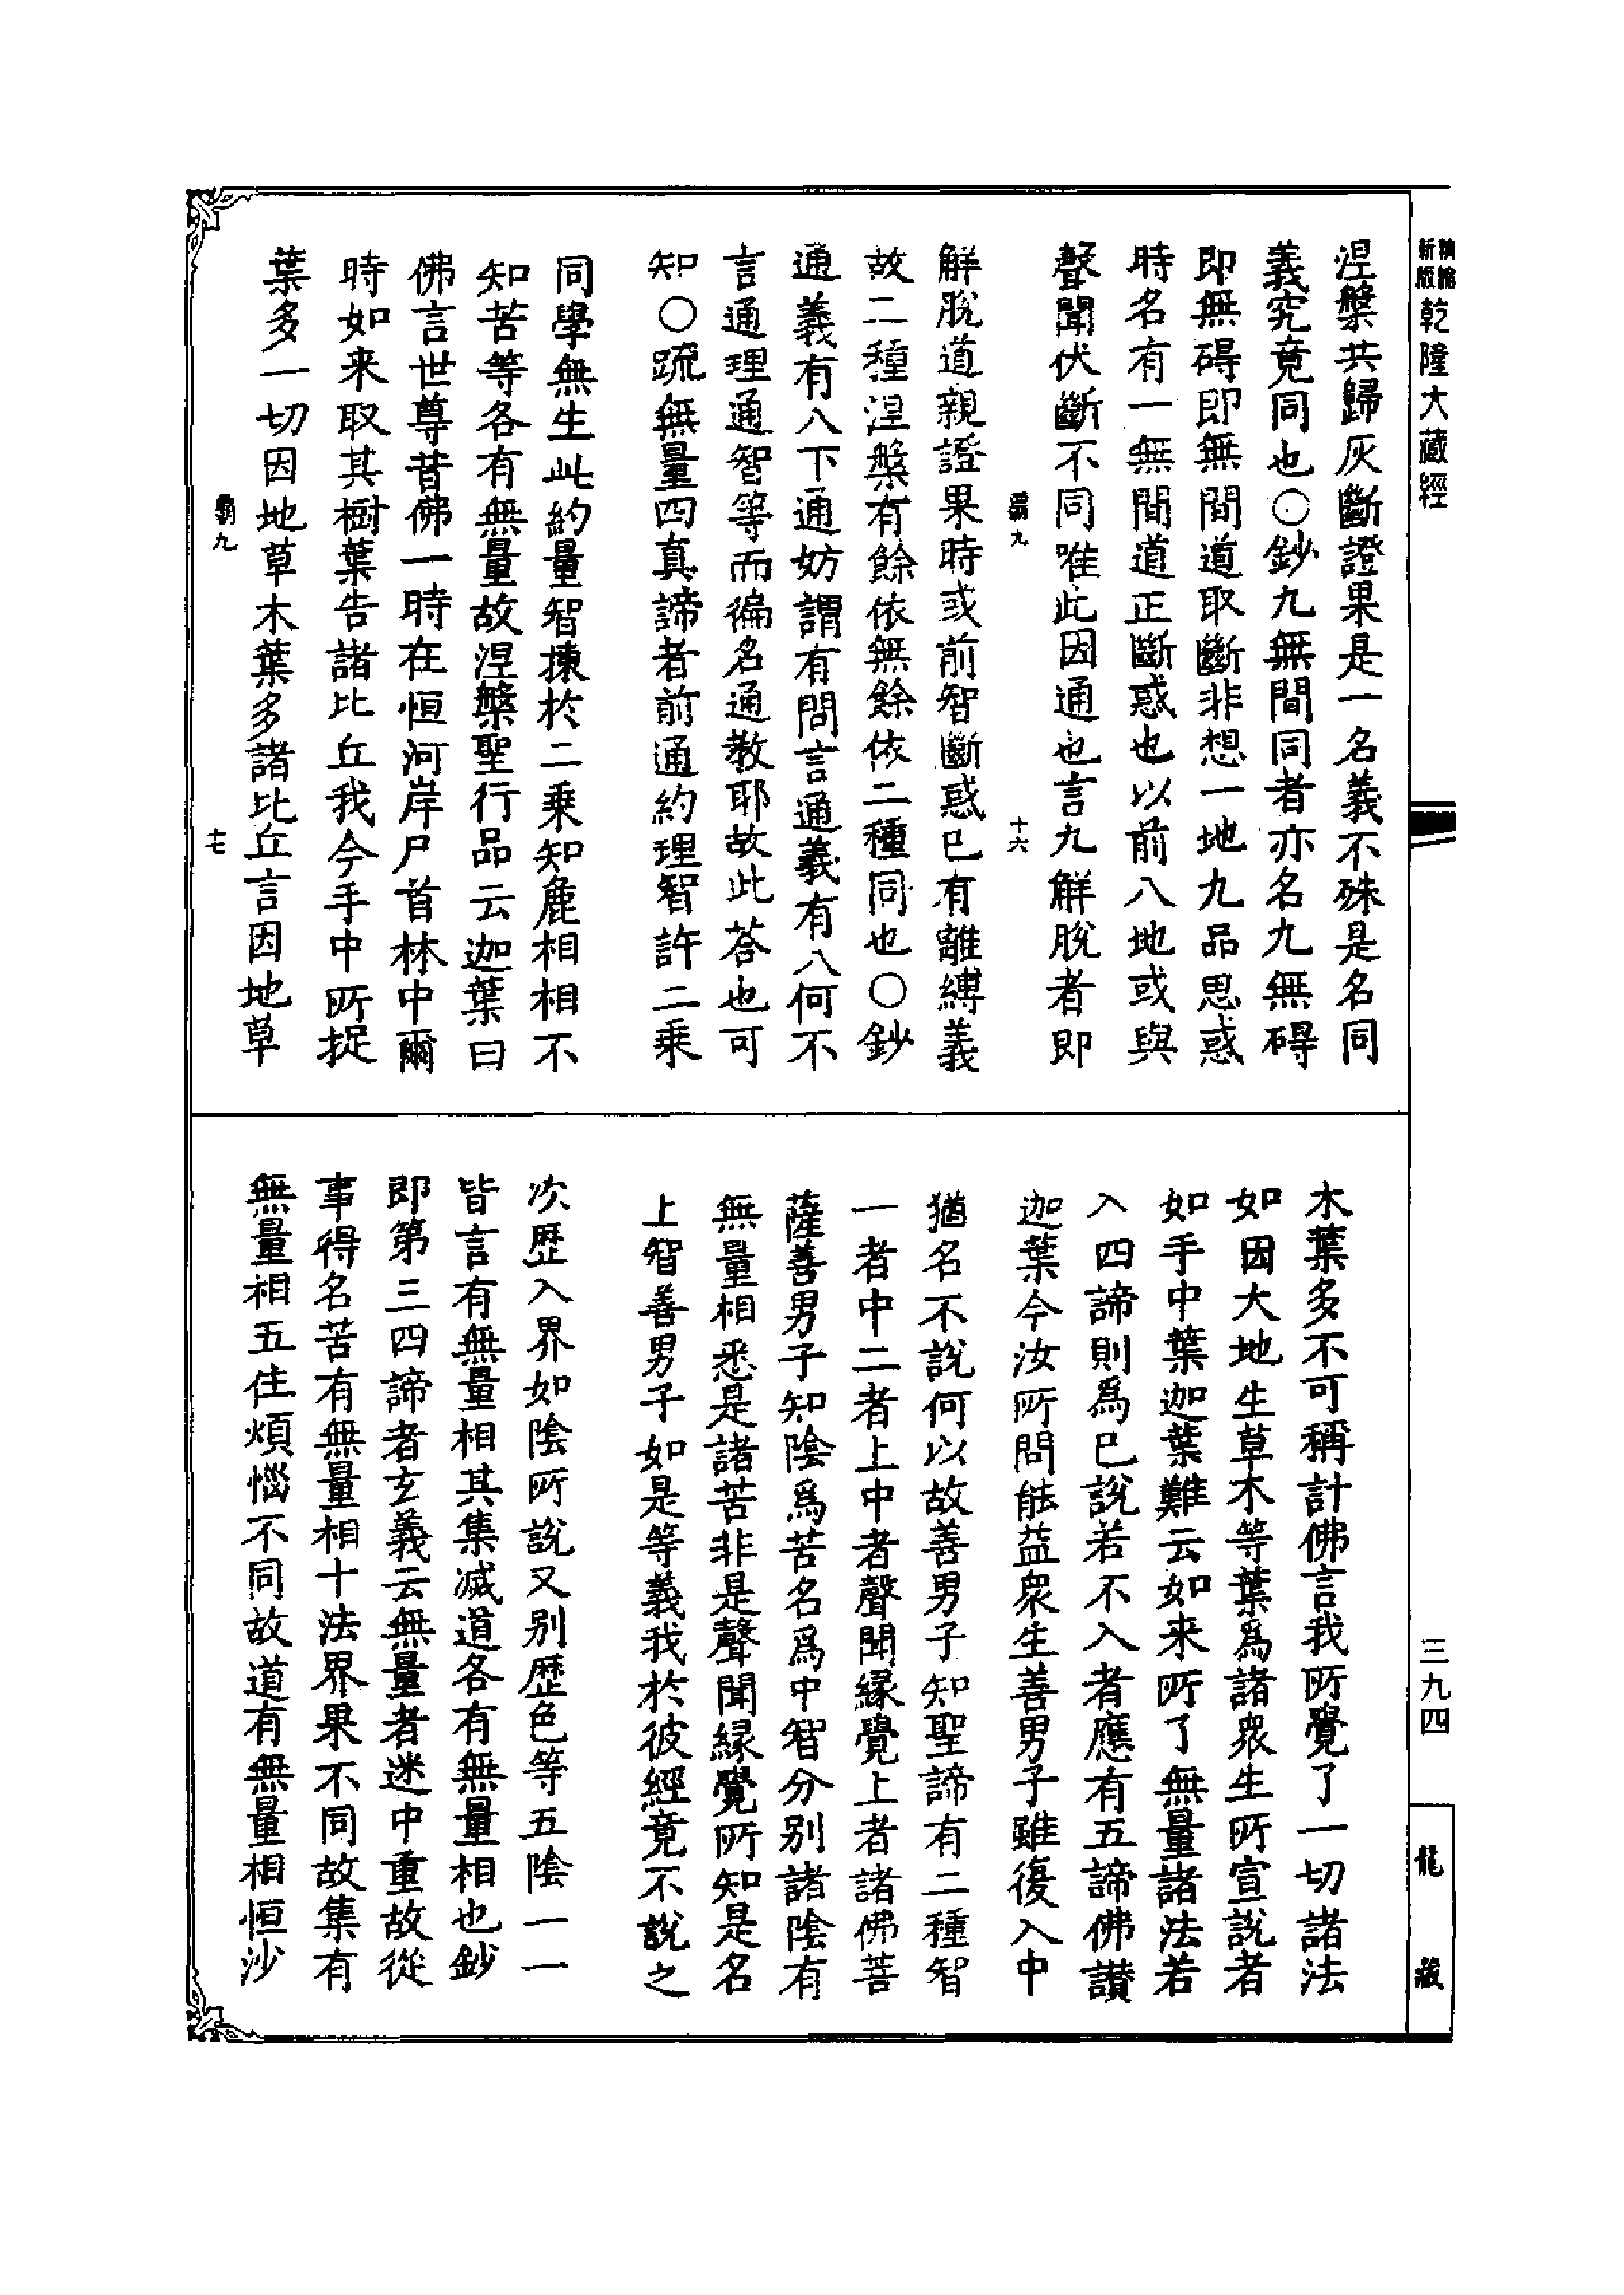 精縮新版乾隆大藏經
涅槃共歸灰斷證果是一名義不殊是名同
義究竟同也○鈔九無間同者亦名九無碍
即無碍即無間道取斷非想一地九品思惑
時名有一無間道正斷惑也以前八地或與
聲聞伏斷不同唯此因通也言九解脫者即
霸九
十六
解脫道親證果時或前智斷惑已有離縛義
故二種涅槃有餘依無餘依二種同也○鈔
通義有八下通妨謂有問言通義有八何不
言通理通智等而徧名通教耶故此荅也可
知○䟽無量四真諦者前通約理智許二乘
同學無生此約量智揀於二乘知麁相相不
知苦等各有無量故涅槃聖行品云迦葉曰
佛言世尊昔佛一時在恒河岸尸首林中爾
時如來取其樹葉告諸比丘我今手中所捉
葉多一切因地草木葉多諸比丘言因地草
霸九
十七
木葉多不可稱計佛言我所覺了一切諸法
如因大地生草木等葉爲諸衆生所宣說者
如手中葉迦葉難云如來所了無量諸法若
入四諦則爲已說若不入者應有五諦佛讃
迦葉今汝所問能益衆生善男子雖復入中
猶名不說何以故善男子知聖諦有二種智
一者中二者上中者聲聞緣覺上者諸佛菩
薩善男子知陰爲苦名爲中智分别諸陰有
無量相悉是諸苦非是聲聞緣覺所知是名
上智善男子如是等義我於彼經竟不說之
次歷入界如陰所說又别歷色等五陰一一
皆言有無量相其集滅道各有無量相也鈔
即第三四諦者玄義云無量者迷中重故從
事得名苦有無量相十法界果不同故集有
無量相五住煩惱不同故道有無量相恒沙
三九四
龍藏